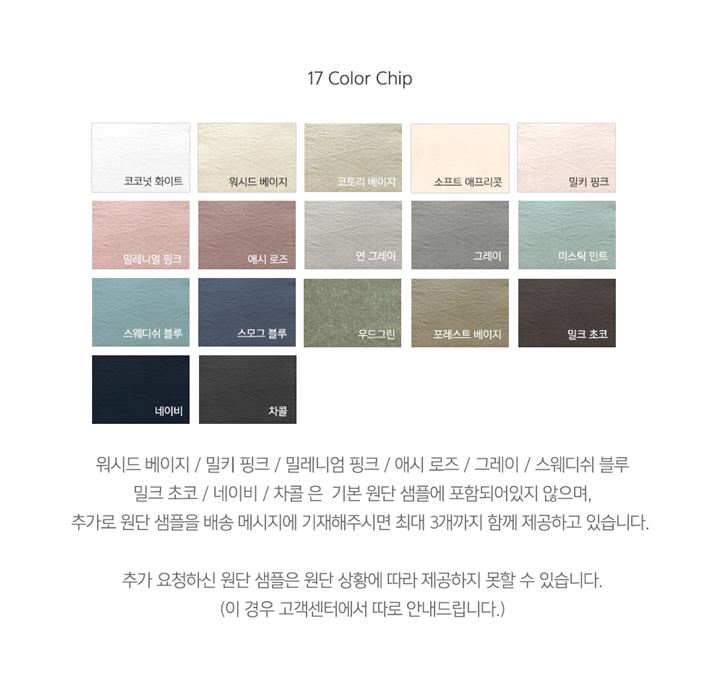 17 Color Chip
코코넛 화이트
워시드 베이지
코토리 베이지
소프트 애프리콧
밀키 핑크
밀레니얼 핑크
애시 로즈
연 그레이
그레이
미스틱 민트
스웨디쉬 블루
스모그 블루
우드그린
포레스트 베이지
밀크 초코
네이비
차콜
워시드 베이지 / 밀키 핑크 / 밀레니엄 핑크 / 애시 로즈 / 그레이 / 스웨디쉬 블루
밀크 초코 / 네이비 / 차콜 은 기본 원단 샘플에 포함되어있지 않으며,
추가로 원단 샘플을 배송 메시지에 기재해주시면 최대 3개까지 함께 제공하고 있습니다.
추가 요청하신 원단 샘플은 원단 상황에 따라 제공하지 못할 수 있습니다.
(이 경우 고객센터에서 따로 안내드립니다.)